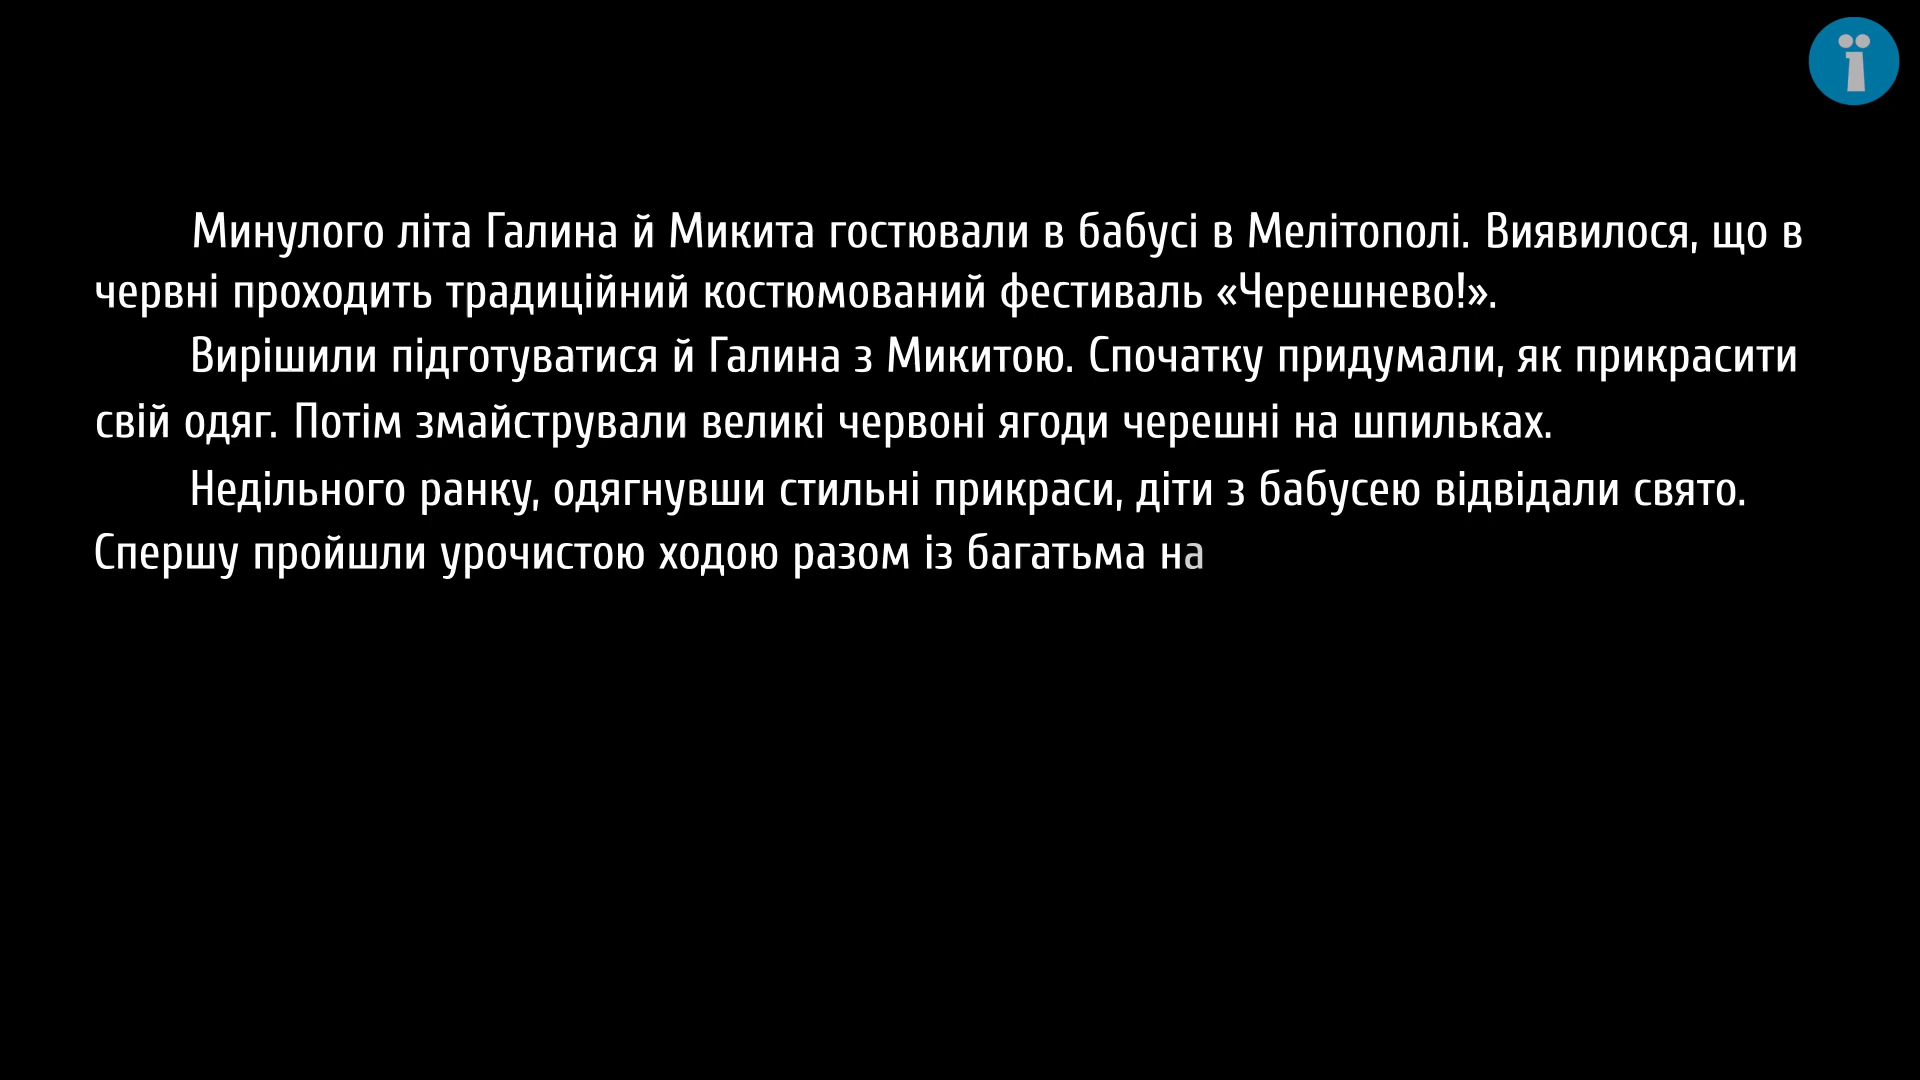 ї
Минулого літа Галина й Микита гостювали в бабусі в Мелітополі. Виявилося, що в
червні проходить традиційний костюмований фестиваль «Черешнево!».
Вирішили підготуватися й Галина з Микитою. Спочатку придумали, як прикрасити
свій одяг. Потім змайстрували великі червоні ягоди черешні на шпильках.
Недільного ранку, одягнувши стильні прикраси, діти з бабусею відвідали свято.
Спершу пройшли урочистою ходою разом із багатьма на